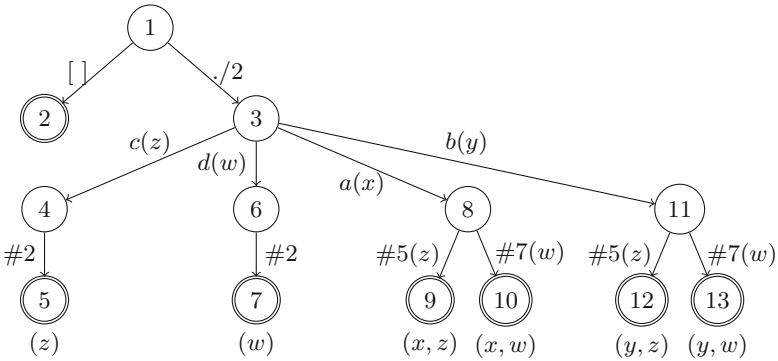 1
[ ] ./2
2 3
c(z) d(w) a(x) b(y)
4 6 8 11
#2 #2 #5(z) #7(w) #5(z) #7(w)
5 7 9 10 12 13
(z) (w) (x, z) (x, w) (y, z) (y, w)